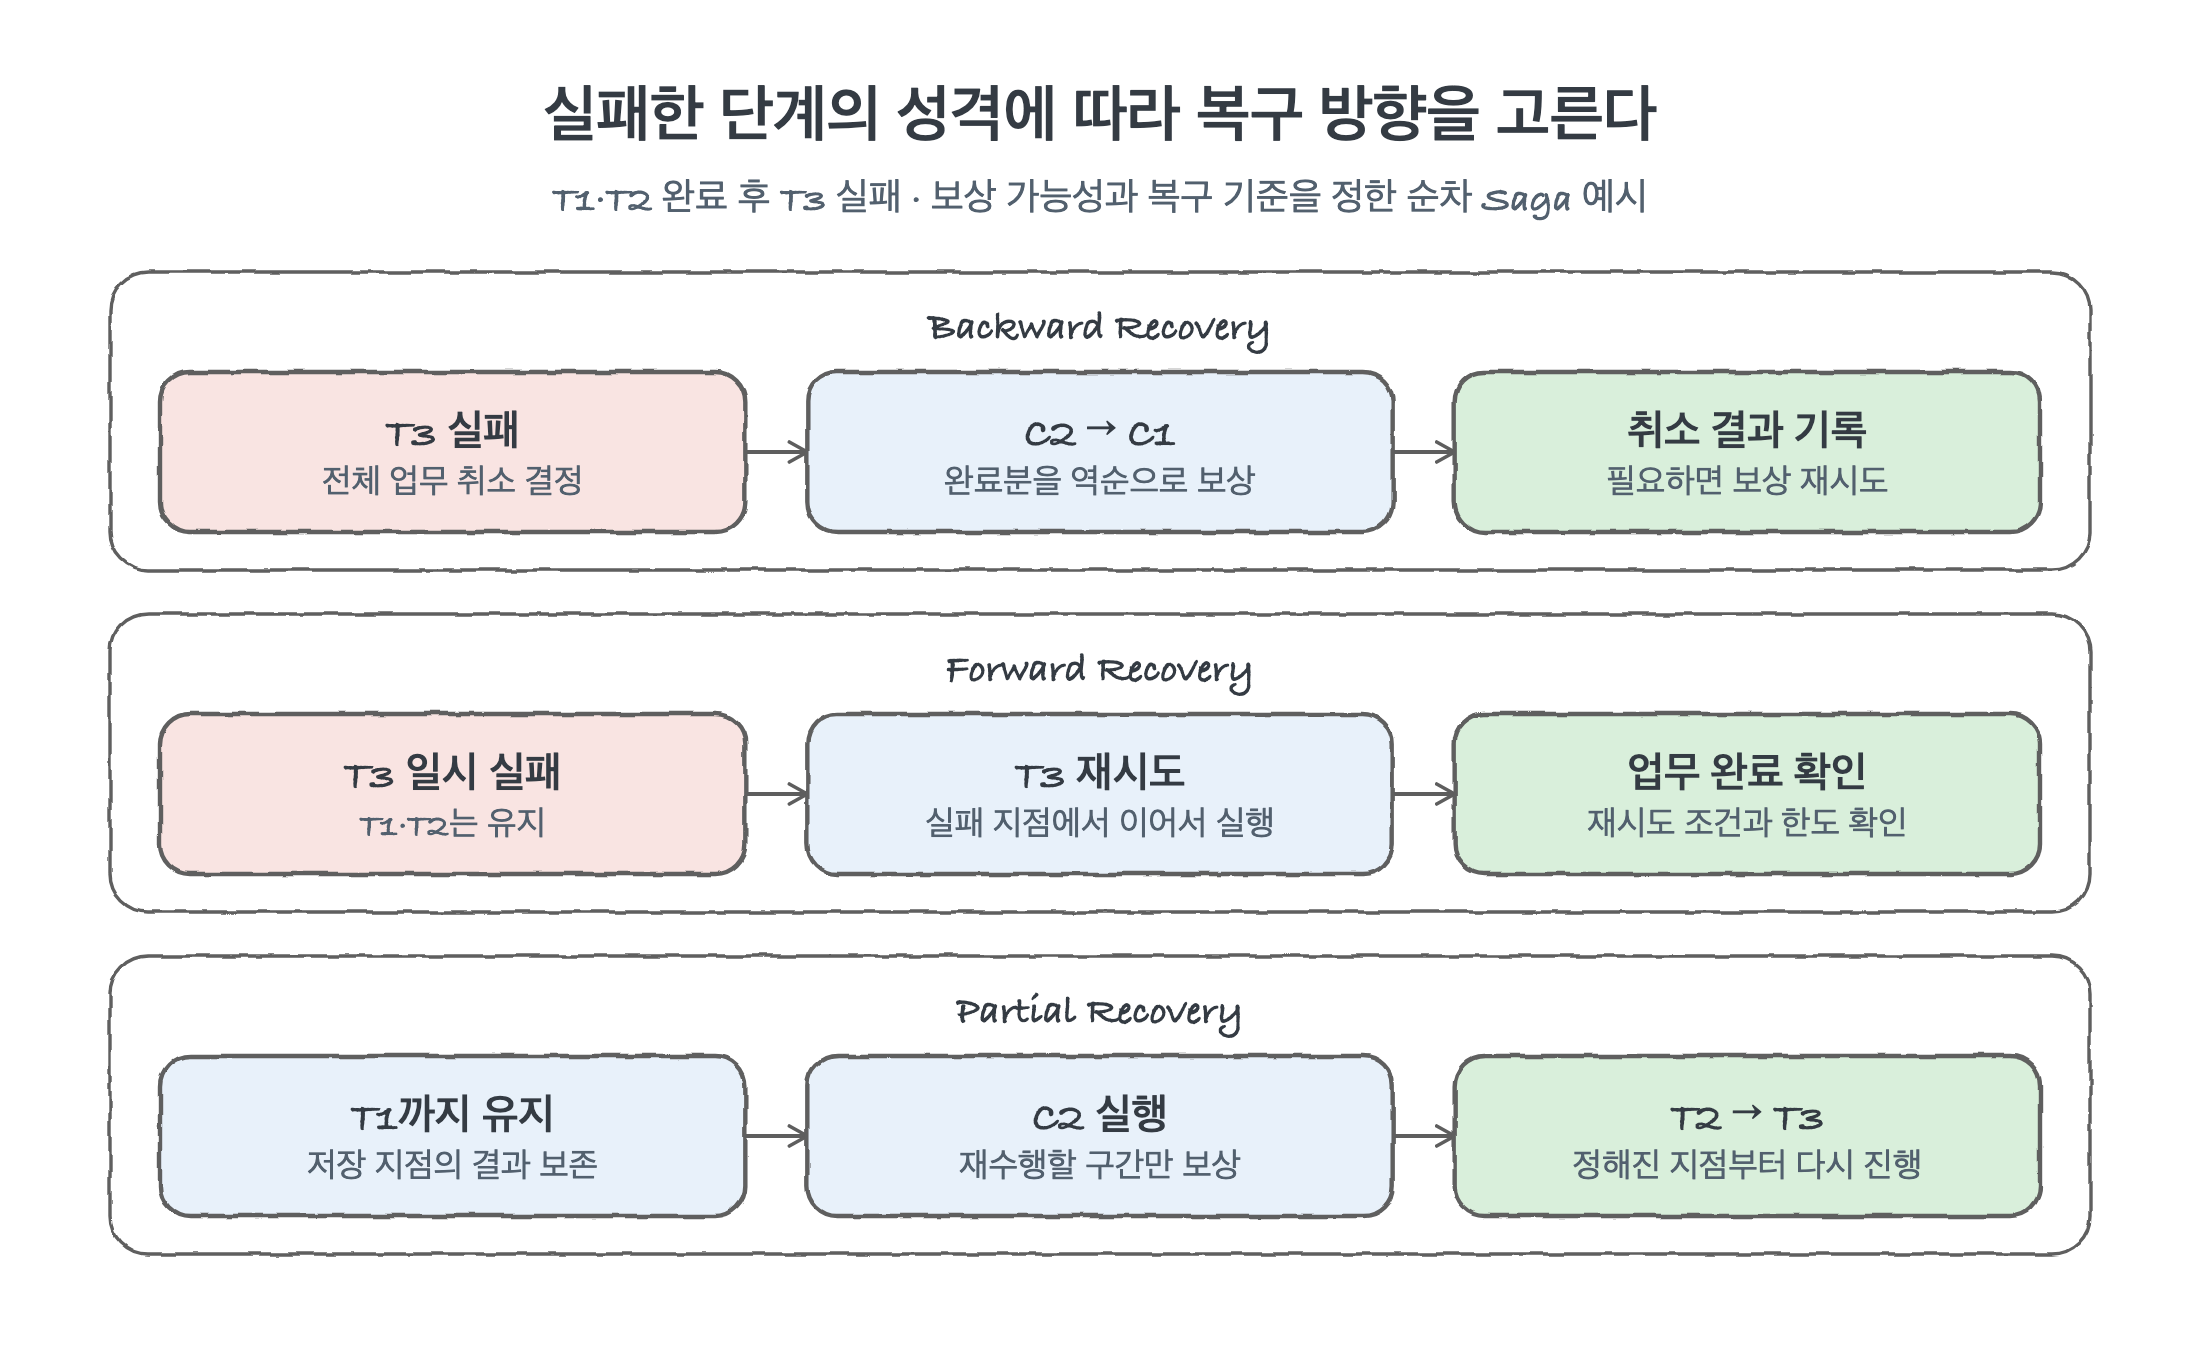 실패한 단계의 성격에 따라 복구 방향을 고른다
T1·T2 완료 후 T3 실패 · 보상 가능성과 복구 기준을 정한 순차 Saga 예시
Backward Recovery
T3 실패
전체 업무 취소 결정
C2 → C1
완료분을 역순으로 보상
취소 결과 기록
필요하면 보상 재시도
Forward Recovery
T3 일시 실패
T1·T2는 유지
T3 재시도
실패 지점에서 이어서 실행
업무 완료 확인
재시도 조건과 한도 확인
Partial Recovery
T1까지 유지
저장 지점의 결과 보존
C2 실행
재수행할 구간만 보상
T2 → T3
정해진 지점부터 다시 진행